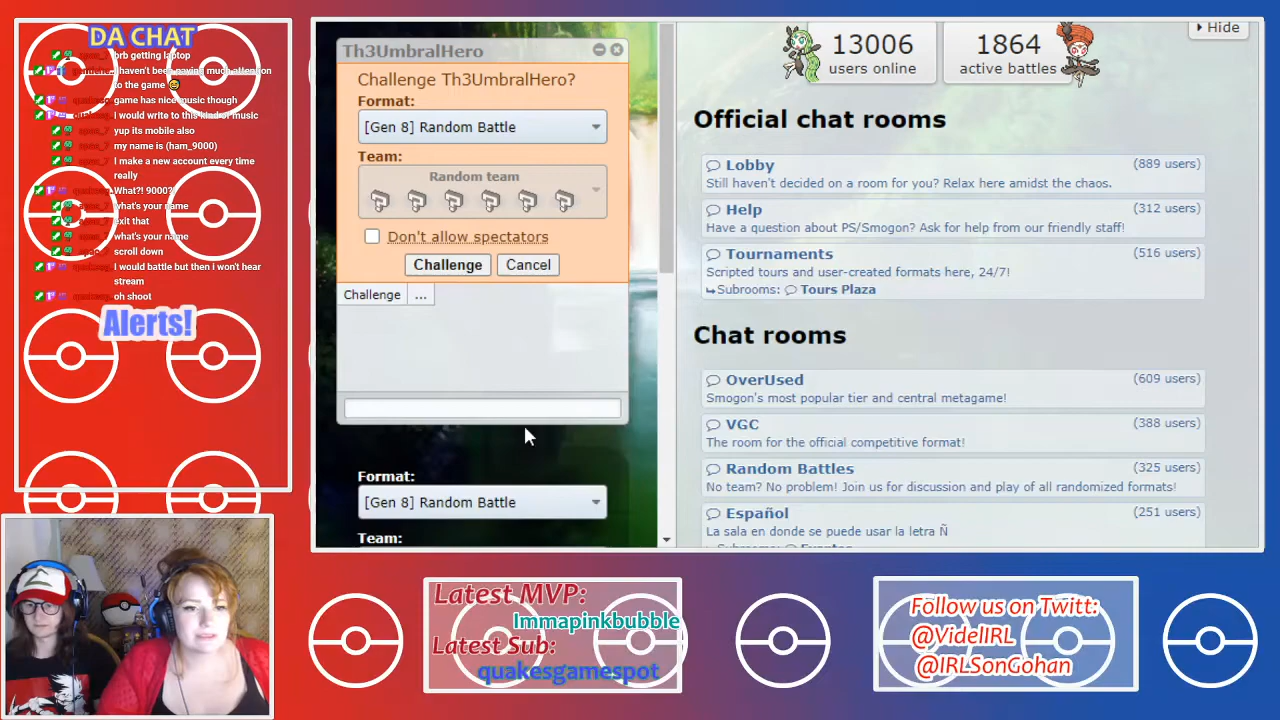 DA CHAT
brb getting laptop
haven't been paying much attention
to the game
game has nice music though
I would write to this kind of music
yup its mobile also
my name is (ham_9000)
I make a new account every time
really
What?! 9000?
what's your name
exit that
what's your name
scroll down
I would battle but then I won't hear
stream
oh shoot
Alerts!
Th3UmbralHero
Challenge Th3UmbralHero?
Format:
[Gen 8] Random Battle
Team:
Random team
Don't allow spectators
Challenge Cancel
Challenge ...
Format:
[Gen 8] Random Battle
Team:
13006
users online
1864
active battles
Hide
Official chat rooms
Lobby (889 users)
Still haven't decided on a room for you? Relax here amidst the chaos.
Help (312 users)
Have a question about PS/Smogon? Ask for help from our friendly staff!
Tournaments (516 users)
Scripted tours and user-created formats here, 24/7!
Subrooms: Tours Plaza
Chat rooms
OverUsed (609 users)
Smogon's most popular tier and central metagame!
VGC (388 users)
The room for the official competitive format!
Random Battles (325 users)
No team? No problem! Join us for discussion and play of all randomized formats!
Español (251 users)
La sala en donde se puede usar la letra Ñ
Latest MVP:
Immapinkbubble
Latest Sub:
quakesgamespot
Follow us on Twitt:
@VidelIRL
@IRLSonGohan